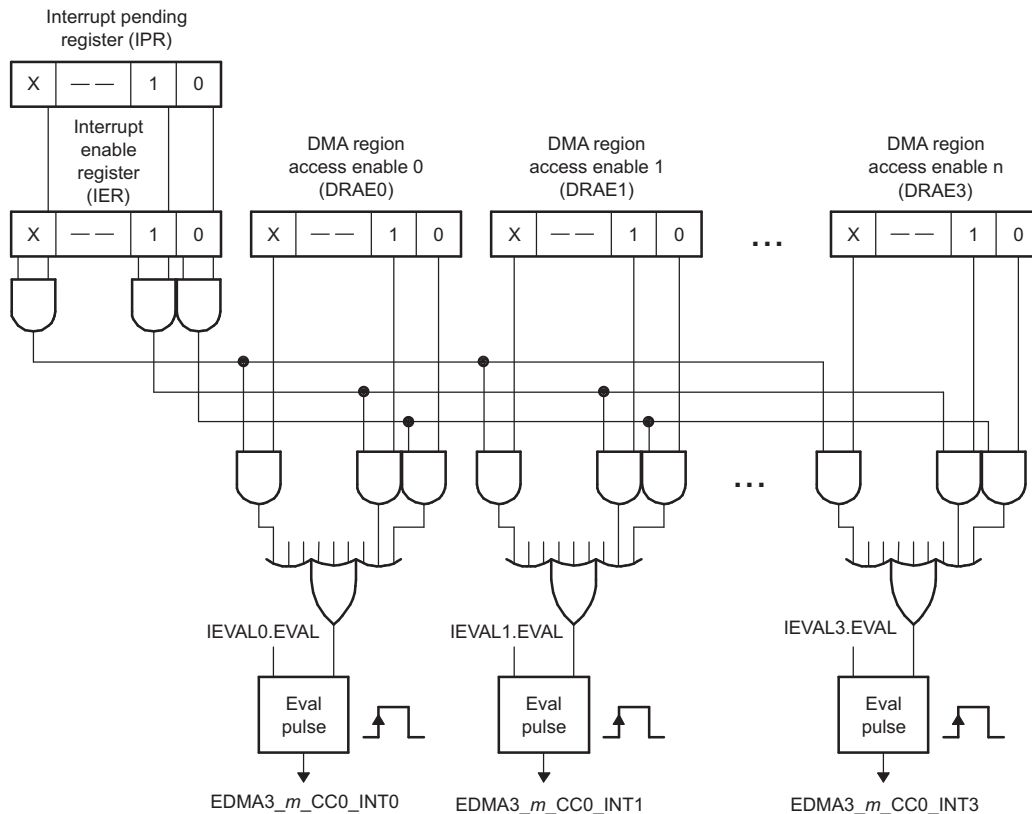 Interrupt pending
register (IPR)
X — — 1 0
Interrupt
enable
register
(IER)
X — — 1 0
DMA region
access enable 0
(DRAE0)
X — — 1 0
DMA region
access enable 1
(DRAE1)
X — — 1 0
...
DMA region
access enable n
(DRAE3)
X — — 1 0
...
IEVAL0.EVAL
Eval
pulse
EDMA3_m_CC0_INT0
IEVAL1.EVAL
Eval
pulse
EDMA3_m_CC0_INT1
IEVAL3.EVAL
Eval
pulse
EDMA3_m_CC0_INT3